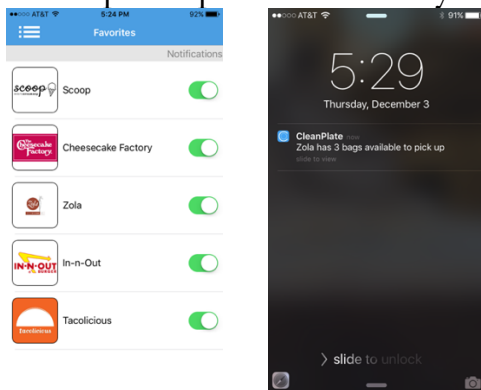 AT&T 5:24 PM 92%
Favorites
Notifications
scoop
Scoop
The Cheesecake Factory
Cheesecake Factory
Zola
IN-N-OUT BURGER
In-n-Out
Tacolicious
Tacolicious
AT&T 91%
5:29
Thursday, December 3
CleanPlate now
Zola has 3 bags available to pick up
slide to view
> slide to unlock